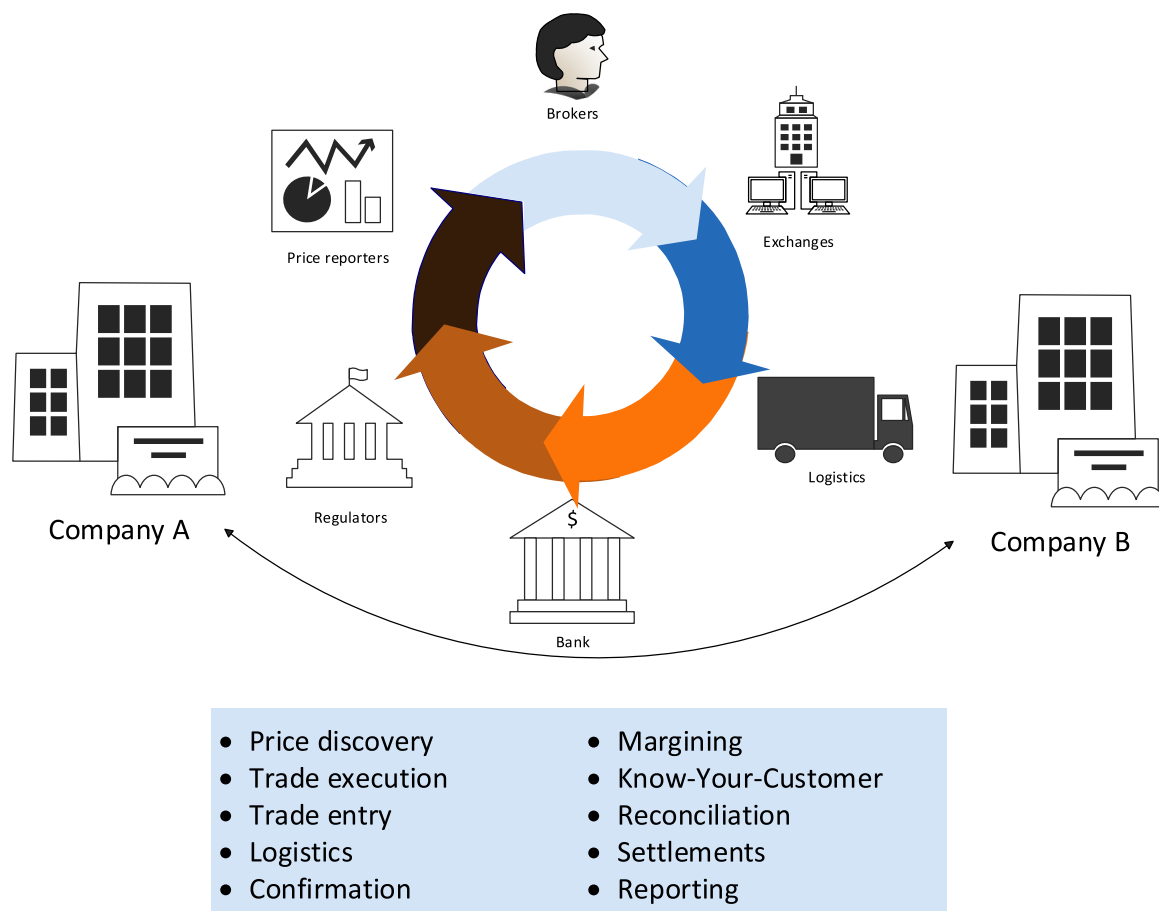 Brokers
Exchanges
Price reporters
Logistics
Regulators
Company A
Company B
$
Bank
• Price discovery
• Trade execution
• Trade entry
• Logistics
• Confirmation
• Margining
• Know-Your-Customer
• Reconciliation
• Settlements
• Reporting